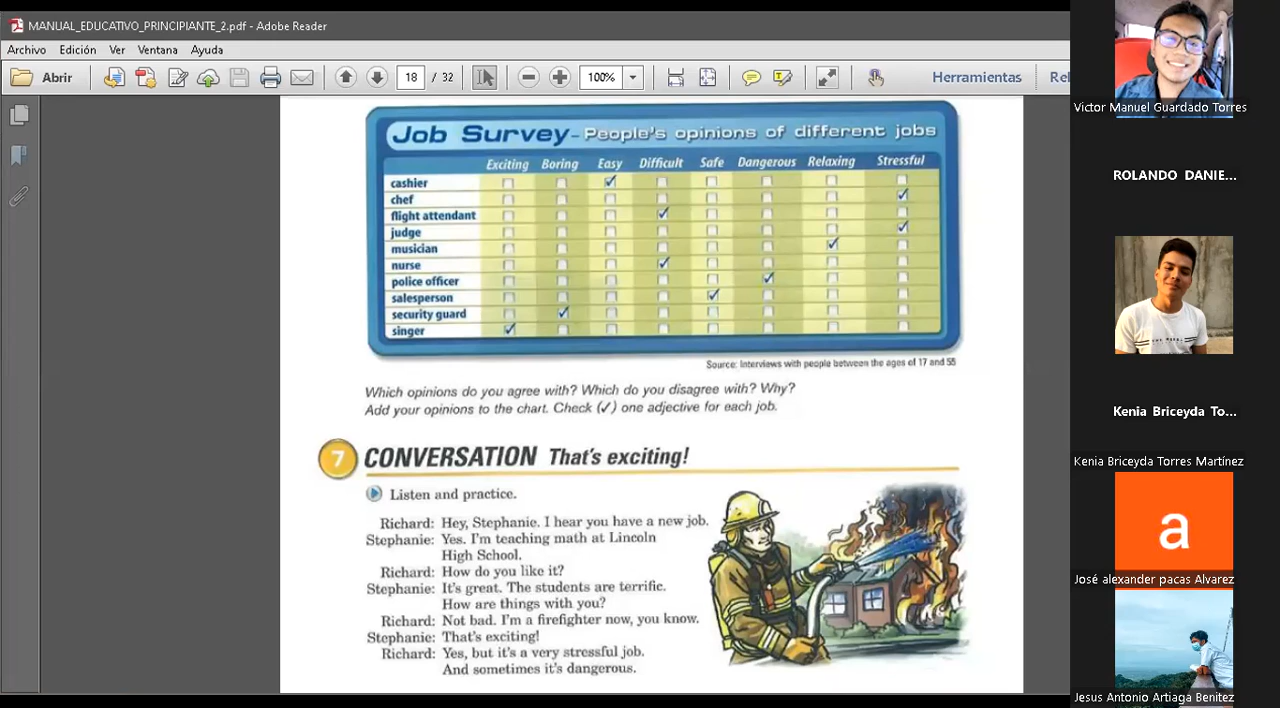 MANUAL_EDUCATIVO_PRINCIPIANTE_2.pdf - Adobe Reader
Archivo Edición Ver Ventana Ayuda
Abrir 18 / 32 100% Herramientas
Job Survey – People's opinions of different jobs
Exciting Boring Easy Difficult Safe Dangerous Relaxing Stressful
cashier
chef
flight attendant
judge
musician
nurse
police officer
salesperson
security guard
singer
Source: Interviews with people between the ages of 17 and 55
Which opinions do you agree with? Which do you disagree with? Why?
Add your opinions to the chart. Check (✓) one adjective for each job.
7 CONVERSATION That's exciting!
Listen and practice.
Richard: Hey, Stephanie. I hear you have a new job.
Stephanie: Yes. I'm teaching math at Lincoln
High School.
Richard: How do you like it?
Stephanie: It's great. The students are terrific.
How are things with you?
Richard: Not bad. I'm a firefighter now, you know.
Stephanie: That's exciting!
Richard: Yes, but it's a very stressful job.
And sometimes it's dangerous.
Victor Manuel Guardado Torres
ROLANDO DANIE...
Kenia Briceyda To...
Kenia Briceyda Torres Martínez
a
José alexander pacas Alvarez
Jesus Antonio Artiaga Benitez